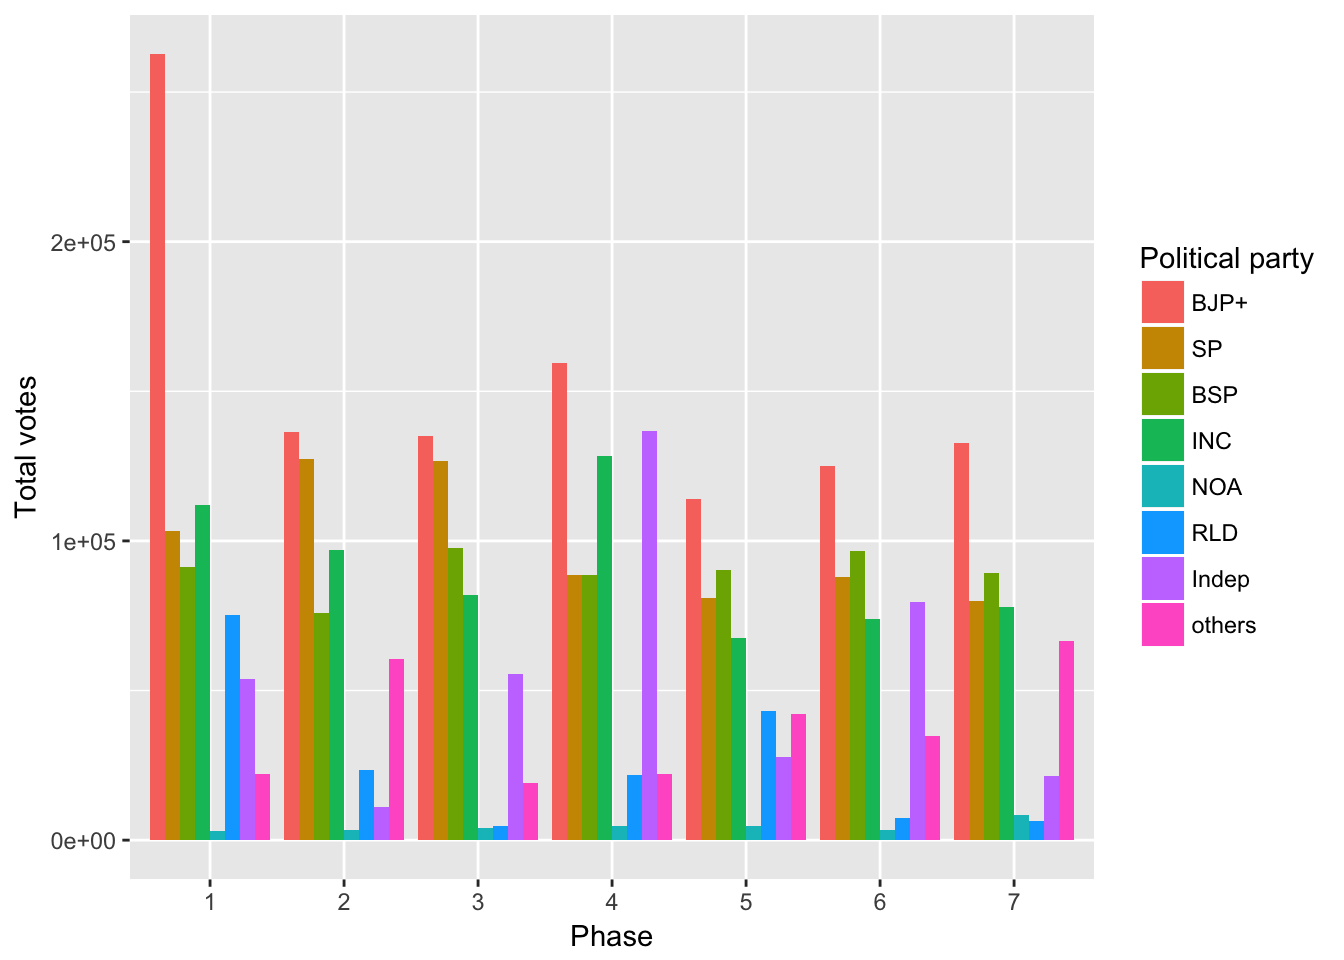 Total votes
2e+05
1e+05
0e+00
1 2 3 4 5 6 7
Phase
Political party
BJP+
SP
BSP
INC
NOA
RLD
Indep
others